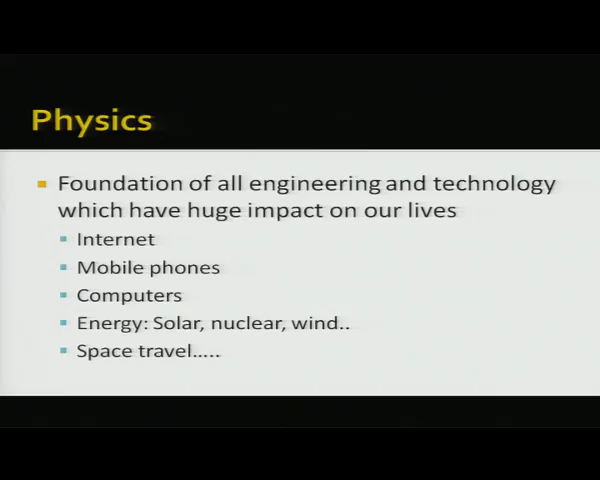 Physics
Foundation of all engineering and technology
which have huge impact on our lives
Internet
Mobile phones
Computers
Energy: Solar, nuclear, wind..
Space travel.....